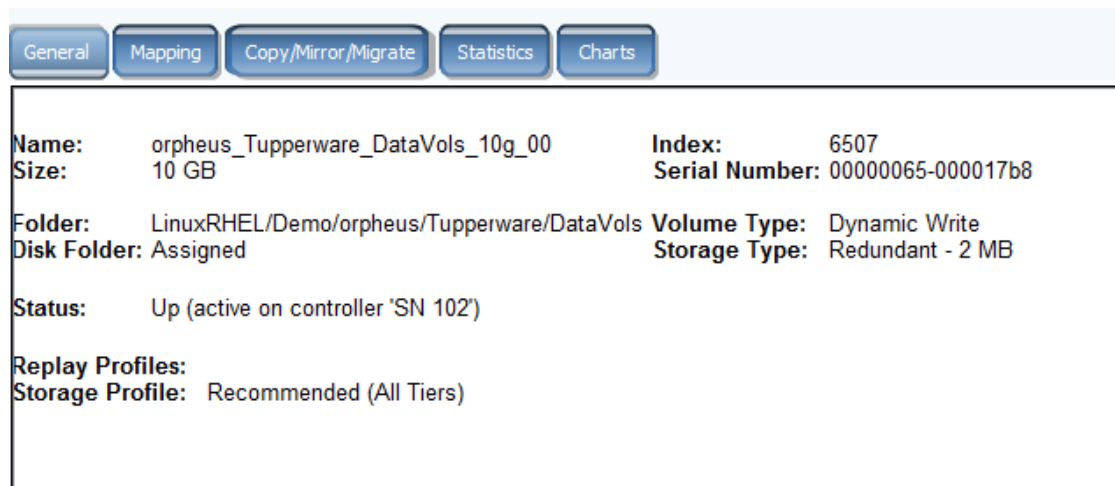 General Mapping Copy/Mirror/Migrate Statistics Charts
Name: orpheus_Tupperware_DataVols_10g_00 Index: 6507
Size: 10 GB Serial Number: 00000065-000017b8
Folder: LinuxRHEL/Demo/orpheus/Tupperware/DataVols Volume Type: Dynamic Write
Disk Folder: Assigned Storage Type: Redundant - 2 MB
Status: Up (active on controller 'SN 102')
Replay Profiles:
Storage Profile: Recommended (All Tiers)